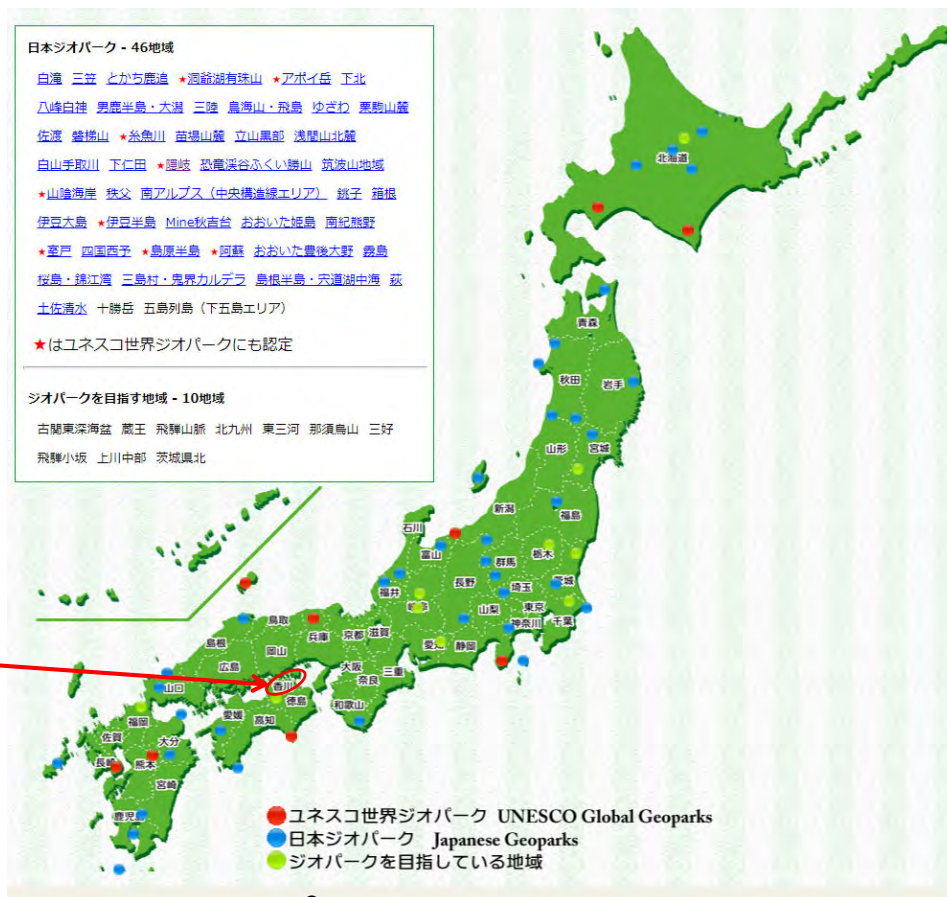 日本ジオパーク - 46地域
白滝 三笠 とかち鹿追 ★洞爺湖有珠山 ★アポイ岳 下北
八峰白神 男鹿半島・大潟 三陸 鳥海山・飛島 ゆざわ 栗駒山麓
佐渡 磐梯山 ★糸魚川 苗場山麓 立山黒部 浅間山北麓
白山手取川 下仁田 ★隠岐 恐竜渓谷ふくい勝山 筑波山地域
★山陰海岸 秩父 南アルプス（中央構造線エリア） 銚子 箱根
伊豆大島 ★伊豆半島 Mine秋吉台 おおいた姫島 南紀熊野
★室戸 四国西予 ★島原半島 ★阿蘇 おおいた豊後大野 霧島
桜島・錦江湾 三島村・鬼界カルデラ 島根半島・宍道湖中海 萩
土佐清水 十勝岳 五島列島（下五島エリア）
★はユネスコ世界ジオパークにも認定
ジオパークを目指す地域 - 10地域
古関東深海盆 蔵王 飛騨山脈 北九州 東三河 那須烏山 三好
飛騨小坂 上川中部 茨城県北
北海道
青森
秋田 岩手
山形 宮城
新潟 福島
石川 富山 群馬 栃木
福井 長野 埼玉 茨城
岐阜 山梨 東京
神奈川 千葉
鳥取 兵庫 京都 滋賀 愛知 静岡
島根 岡山
広島 大阪 三重
山口 香川 奈良
徳島 和歌山
福岡 愛媛 高知
佐賀 大分
長崎 熊本
宮崎
鹿児島
ユネスコ世界ジオパーク UNESCO Global Geoparks
日本ジオパーク Japanese Geoparks
ジオパークを目指している地域